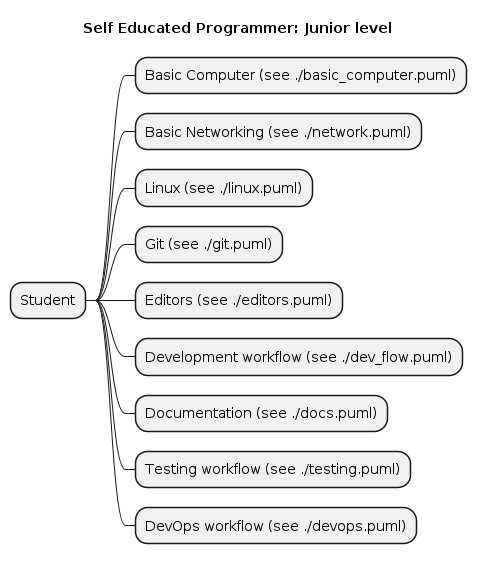 Self Educated Programmer: Junior level
Basic Computer (see ./basic_computer.puml)
Basic Networking (see ./network.puml)
Linux (see ./linux.puml)
Git (see ./git.puml)
Student
Editors (see ./editors.puml)
Development workflow (see ./dev_flow.puml)
Documentation (see ./docs.puml)
Testing workflow (see ./testing.puml)
DevOps workflow (see ./devops.puml)